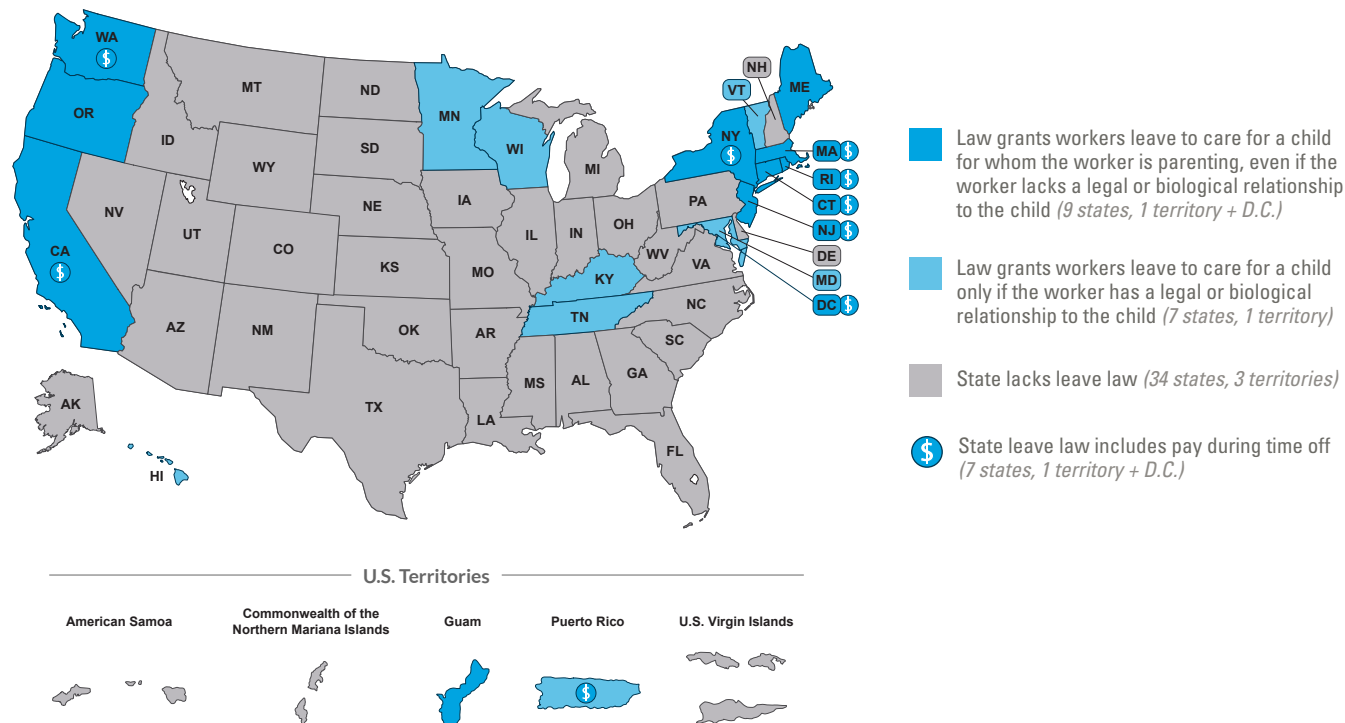 WA
$
MT
ND
MN
OR
ID
WY
SD
WI
MI
NH
VT
ME
NY
$
MA $
RI $
CT $
NJ $
DE
MD
DC $
NV
UT
CO
NE
IA
IL
IN
OH
PA
WV
VA
KY
CA
$
KS
MO
AZ
NM
OK
AR
TN
NC
SC
MS
AL
GA
TX
LA
FL
AK
HI
Law grants workers leave to care for a child
for whom the worker is parenting, even if the
worker lacks a legal or biological relationship
to the child (9 states, 1 territory + D.C.)
Law grants workers leave to care for a child
only if the worker has a legal or biological
relationship to the child (7 states, 1 territory)
State lacks leave law (34 states, 3 territories)
$ State leave law includes pay during time off
(7 states, 1 territory + D.C.)
U.S. Territories
American Samoa
Commonwealth of the
Northern Mariana Islands
Guam
Puerto Rico
$
U.S. Virgin Islands